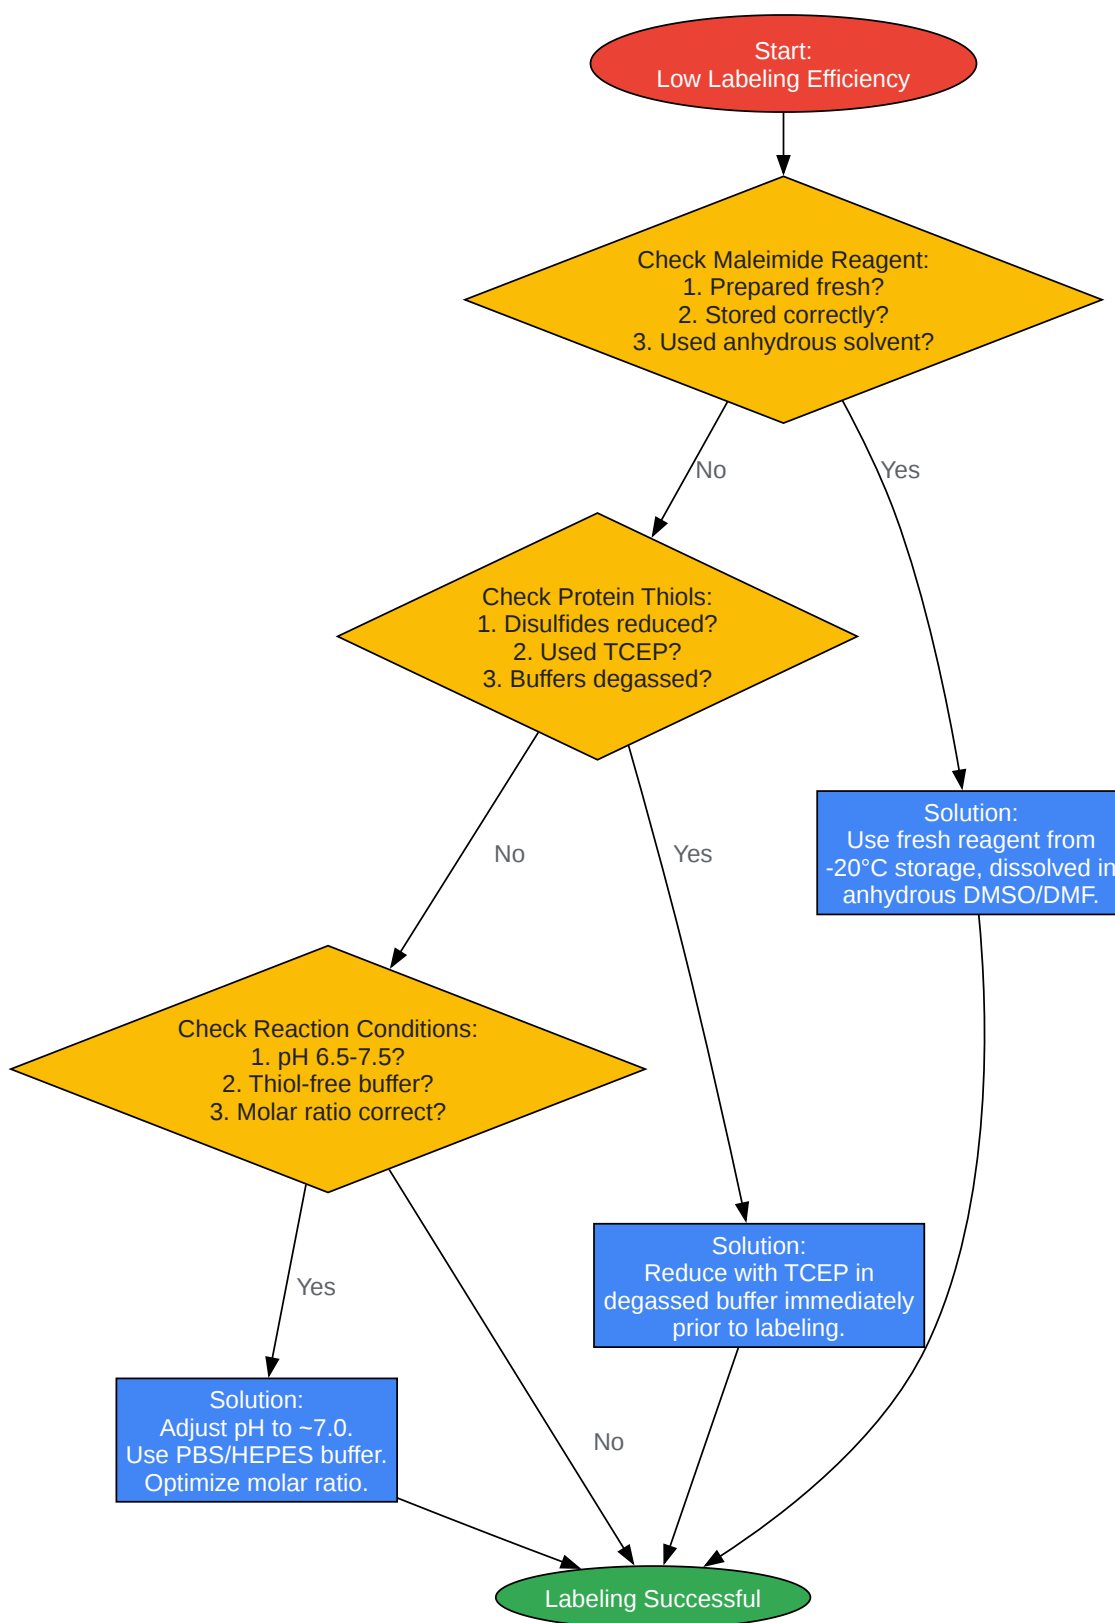 Start:
Low Labeling Efficiency
Check Maleimide Reagent:
1. Prepared fresh?
2. Stored correctly?
3. Used anhydrous solvent?
No
Yes
Check Protein Thiols:
1. Disulfides reduced?
2. Used TCEP?
3. Buffers degassed?
No
Yes
Solution:
Use fresh reagent from
-20°C storage, dissolved in
anhydrous DMSO/DMF.
Check Reaction Conditions:
1. pH 6.5-7.5?
2. Thiol-free buffer?
3. Molar ratio correct?
Yes
No
Solution:
Reduce with TCEP in
degassed buffer immediately
prior to labeling.
Solution:
Adjust pH to ~7.0.
Use PBS/HEPES buffer.
Optimize molar ratio.
Labeling Successful